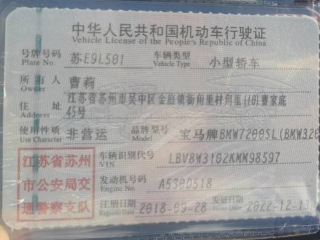 中华人民共和国机动车行驶证
Vehicle License of the People's Republic of China
号牌号码 苏E9L501 车辆类型 小型轿车
Plate No. Vehicle Type
所有人 曹莉
Owner
住址 江苏省苏州市吴中区金庭镇 曹家底
Address 45号
使用性质 非营运 品牌型号 宝马牌BMW7200SL(BMW320
Use Character Model
江苏省苏州 车辆识别代号 LBV8W3102KMN98597
VIN
市公安局交 发动机号码 A5300518
Engine No.
通警察支队 注册日期 2018-09-28 发证日期 2022-12-1
Register Date Issue Date